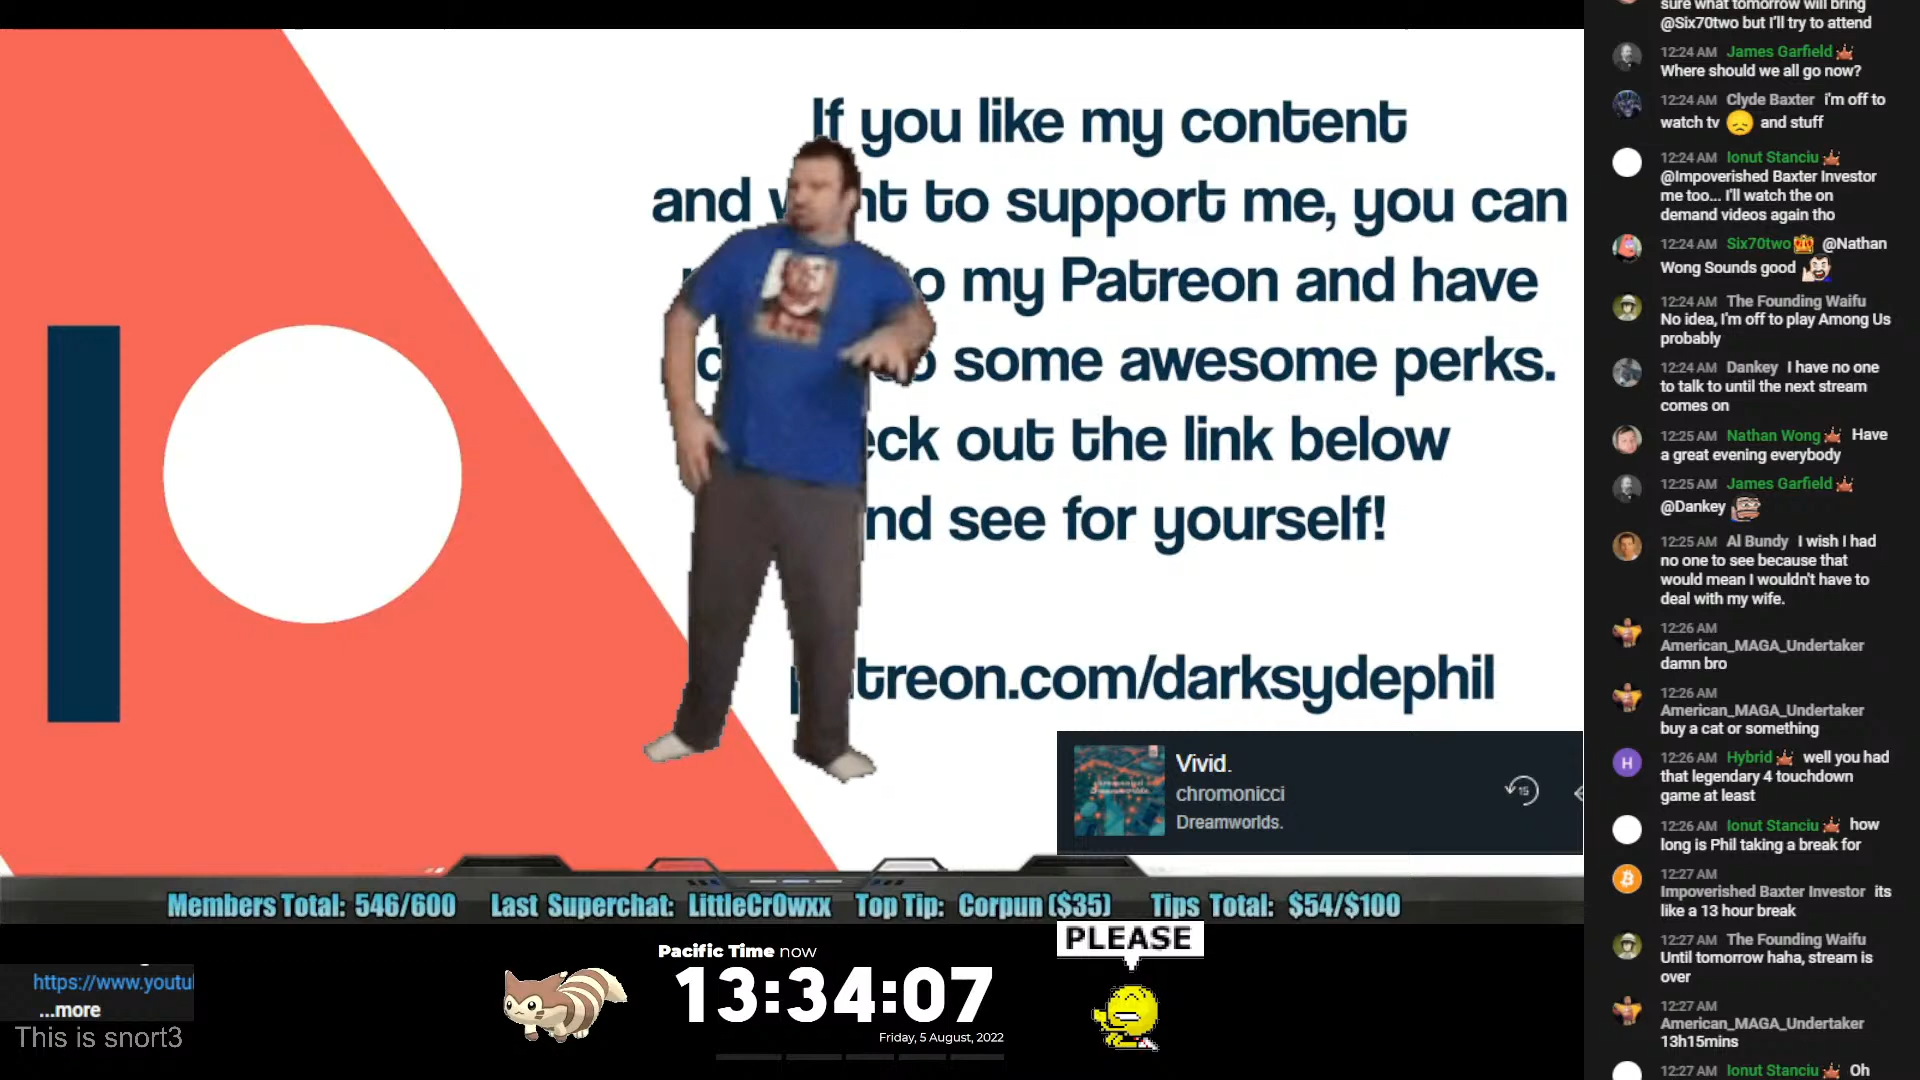 If you like my content
and w nt to support me, you can
o my Patreon and have
some awesome perks.
eck out the link below
nd see for yourself!
treon.com/darksydephil
Vivid.
chromonicci
Dreamworlds.
15
Members Total: 546/600 Last Superchat: LittleCr0wxx Top Tip: Corpun ($35) Tips Total: $54/$100
PLEASE
Pacific Time now
13:34:07
Friday, 5 August, 2022
https://www.youtu
...more
This is snort3
sure what tomorrow will bring
@Six70two but I'll try to attend
12:24 AM James Garfield
Where should we all go now?
12:24 AM Clyde Baxter i'm off to
watch tv and stuff
12:24 AM Ionut Stanciu
@Impoverished Baxter Investor
me too... I'll watch the on
demand videos again tho
12:24 AM Six70two @Nathan
Wong Sounds good
12:24 AM The Founding Waifu
No idea, I'm off to play Among Us
probably
12:24 AM Dankey I have no one
to talk to until the next stream
comes on
12:25 AM Nathan Wong Have
a great evening everybody
12:25 AM James Garfield
@Dankey
12:25 AM Al Bundy I wish I had
no one to see because that
would mean I wouldn't have to
deal with my wife.
12:26 AM
American_MAGA_Undertaker
damn bro
12:26 AM
American_MAGA_Undertaker
buy a cat or something
H
12:26 AM Hybrid well you had
that legendary 4 touchdown
game at least
12:26 AM Ionut Stanciu how
long is Phil taking a break for
12:27 AM
Impoverished Baxter Investor its
like a 13 hour break
12:27 AM The Founding Waifu
Until tomorrow haha, stream is
over
12:27 AM
American_MAGA_Undertaker
13h15mins
12:27 AM Ionut Stanciu Oh